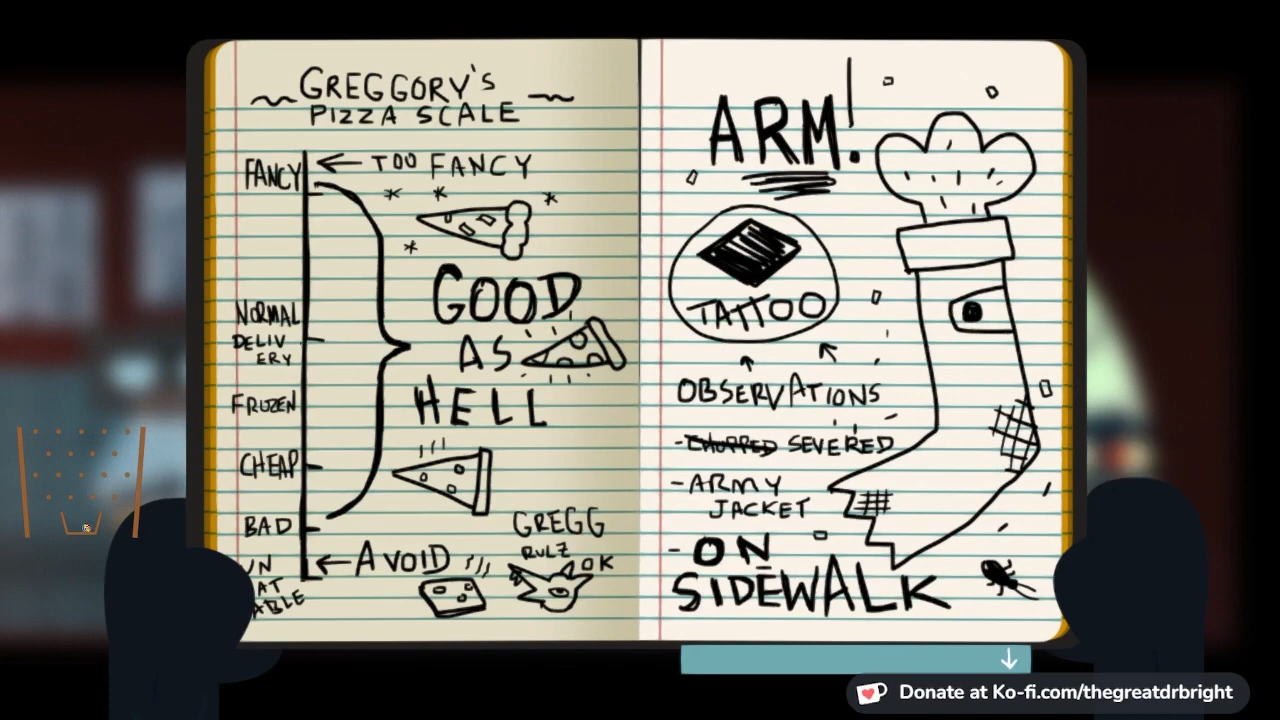 GREGGORY'S
PIZZA SCALE
FANCY
← TOO FANCY
GOOD
AS
HELL
NORMAL
DELIV
ERY
FROZEN
CHEAP
BAD
UN
EAT
ABLE
← AVOID
GREGG
RULZ
OK
ARM!
TATTOO
OBSERVATIONS
- CHOPPED SEVERED
- ARMY
JACKET
- ON
SIDEWALK
Donate at Ko-fi.com/thegreatdrbright